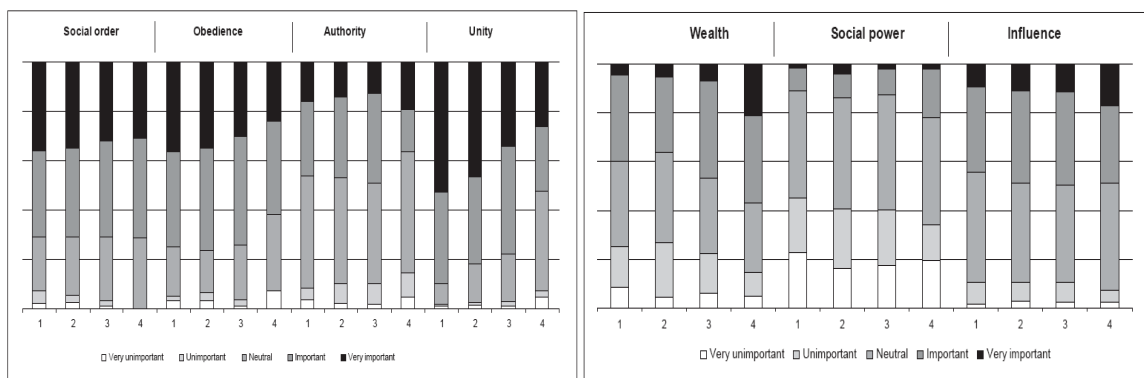 Social order Obedience Authority Unity
1 2 3 4 1 2 3 4 1 2 3 4 1 2 3 4
Very unimportant Unimportant Neutral Important Very important
Wealth Social power Influence
1 2 3 4 1 2 3 4 1 2 3 4
Very unimportant Unimportant Neutral Important Very important